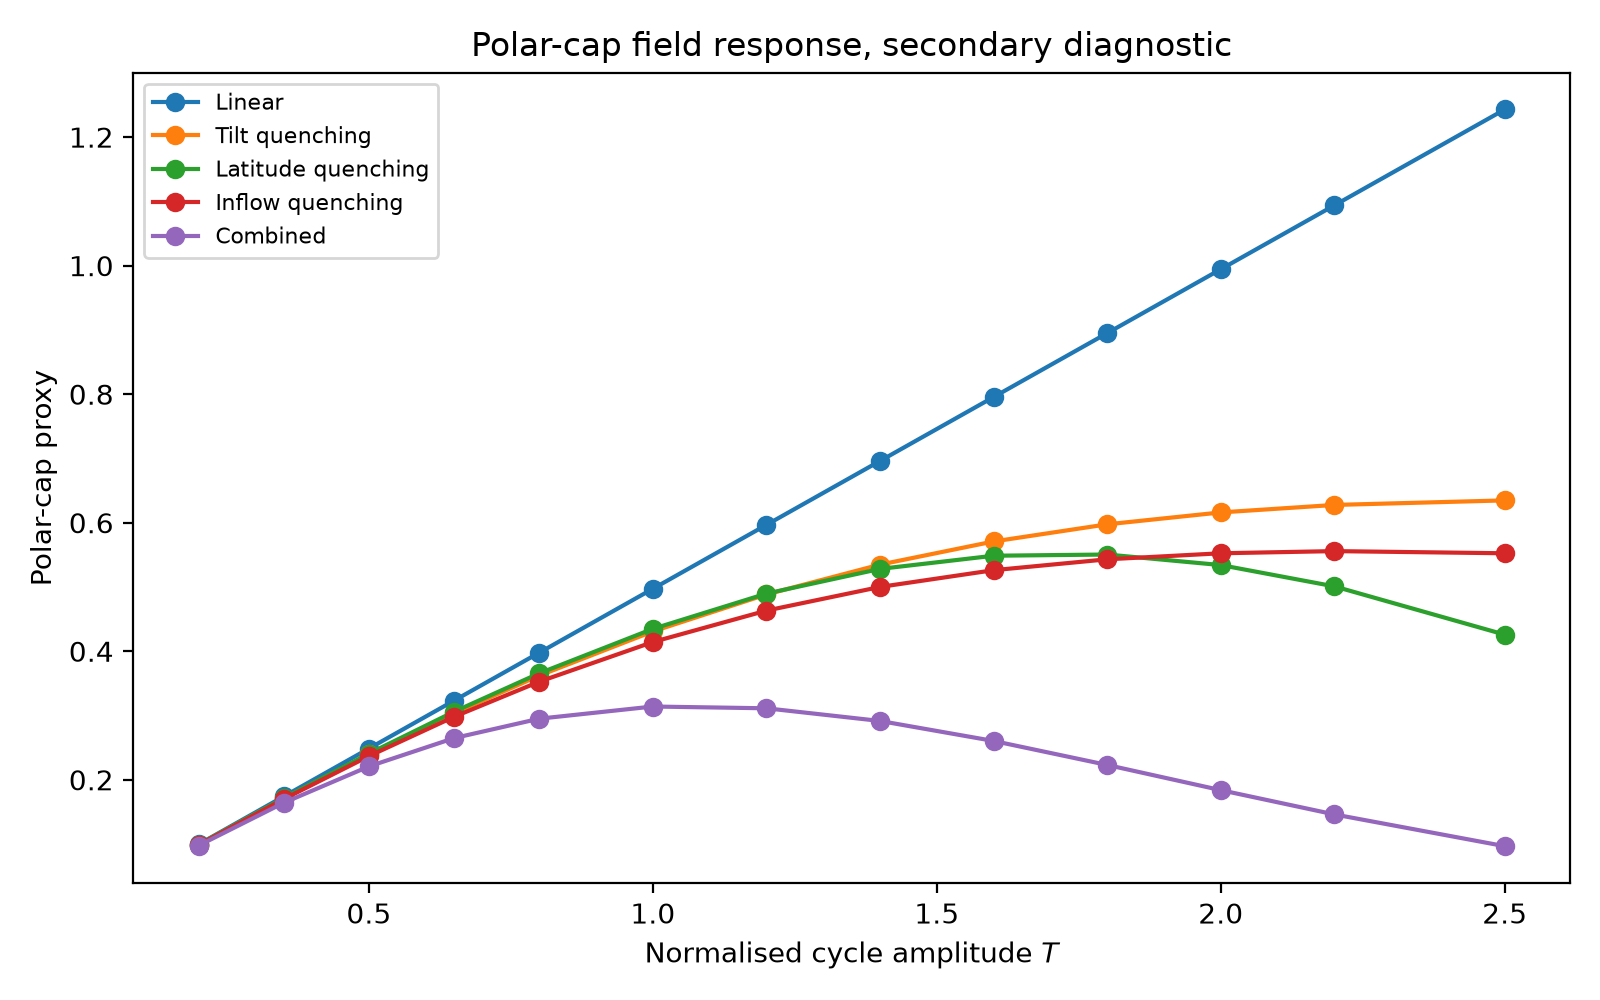 Polar-cap field response, secondary diagnostic
Linear
Tilt quenching
Latitude quenching
Inflow quenching
Combined
Polar-cap proxy
1.2
1.0
0.8
0.6
0.4
0.2
0.5 1.0 1.5 2.0 2.5
Normalised cycle amplitude T